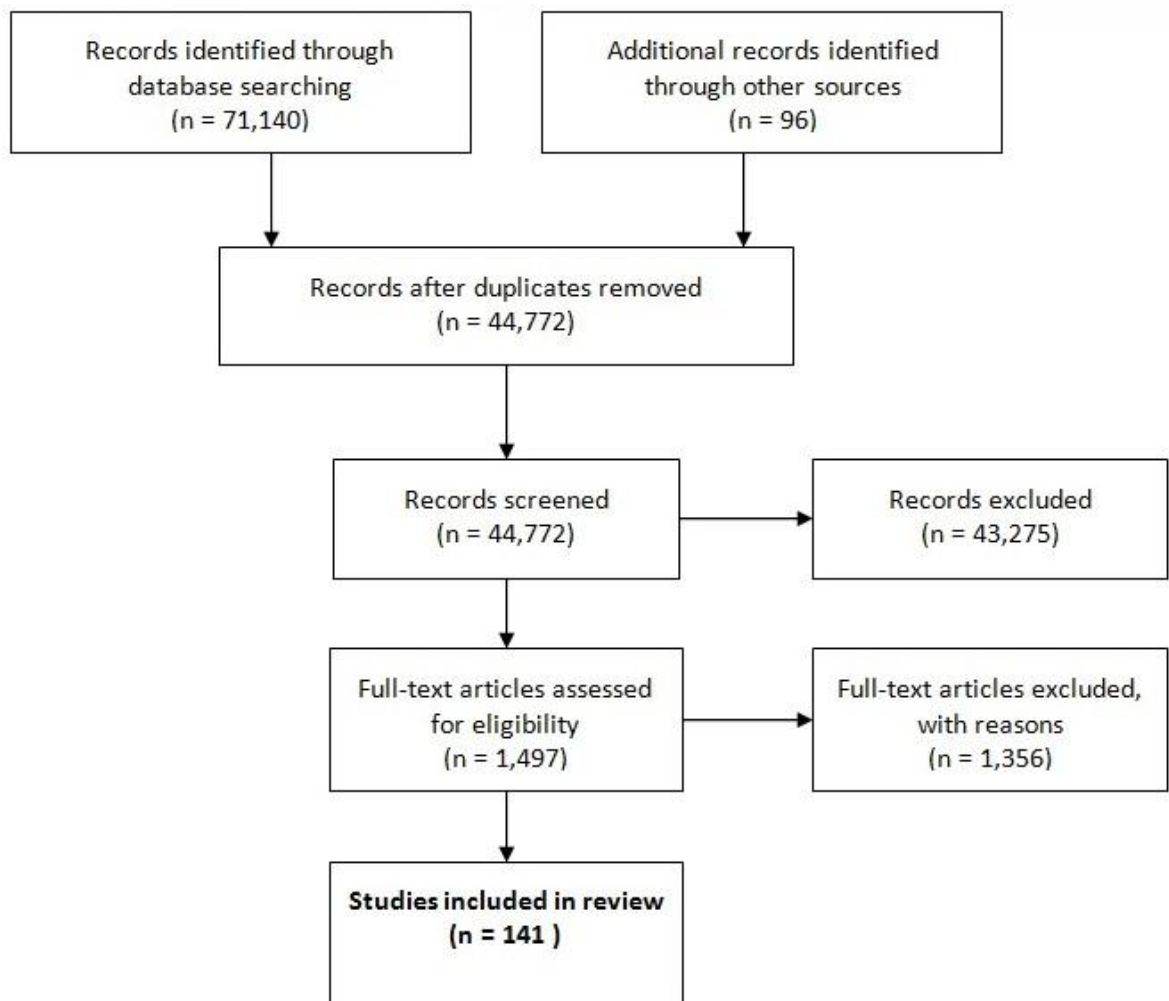 Records identified through
database searching
(n = 71,140)
Additional records identified
through other sources
(n = 96)
Records after duplicates removed
(n = 44,772)
Records screened
(n = 44,772)
Records excluded
(n = 43,275)
Full-text articles assessed
for eligibility
(n = 1,497)
Full-text articles excluded,
with reasons
(n = 1,356)
Studies included in review
(n = 141 )